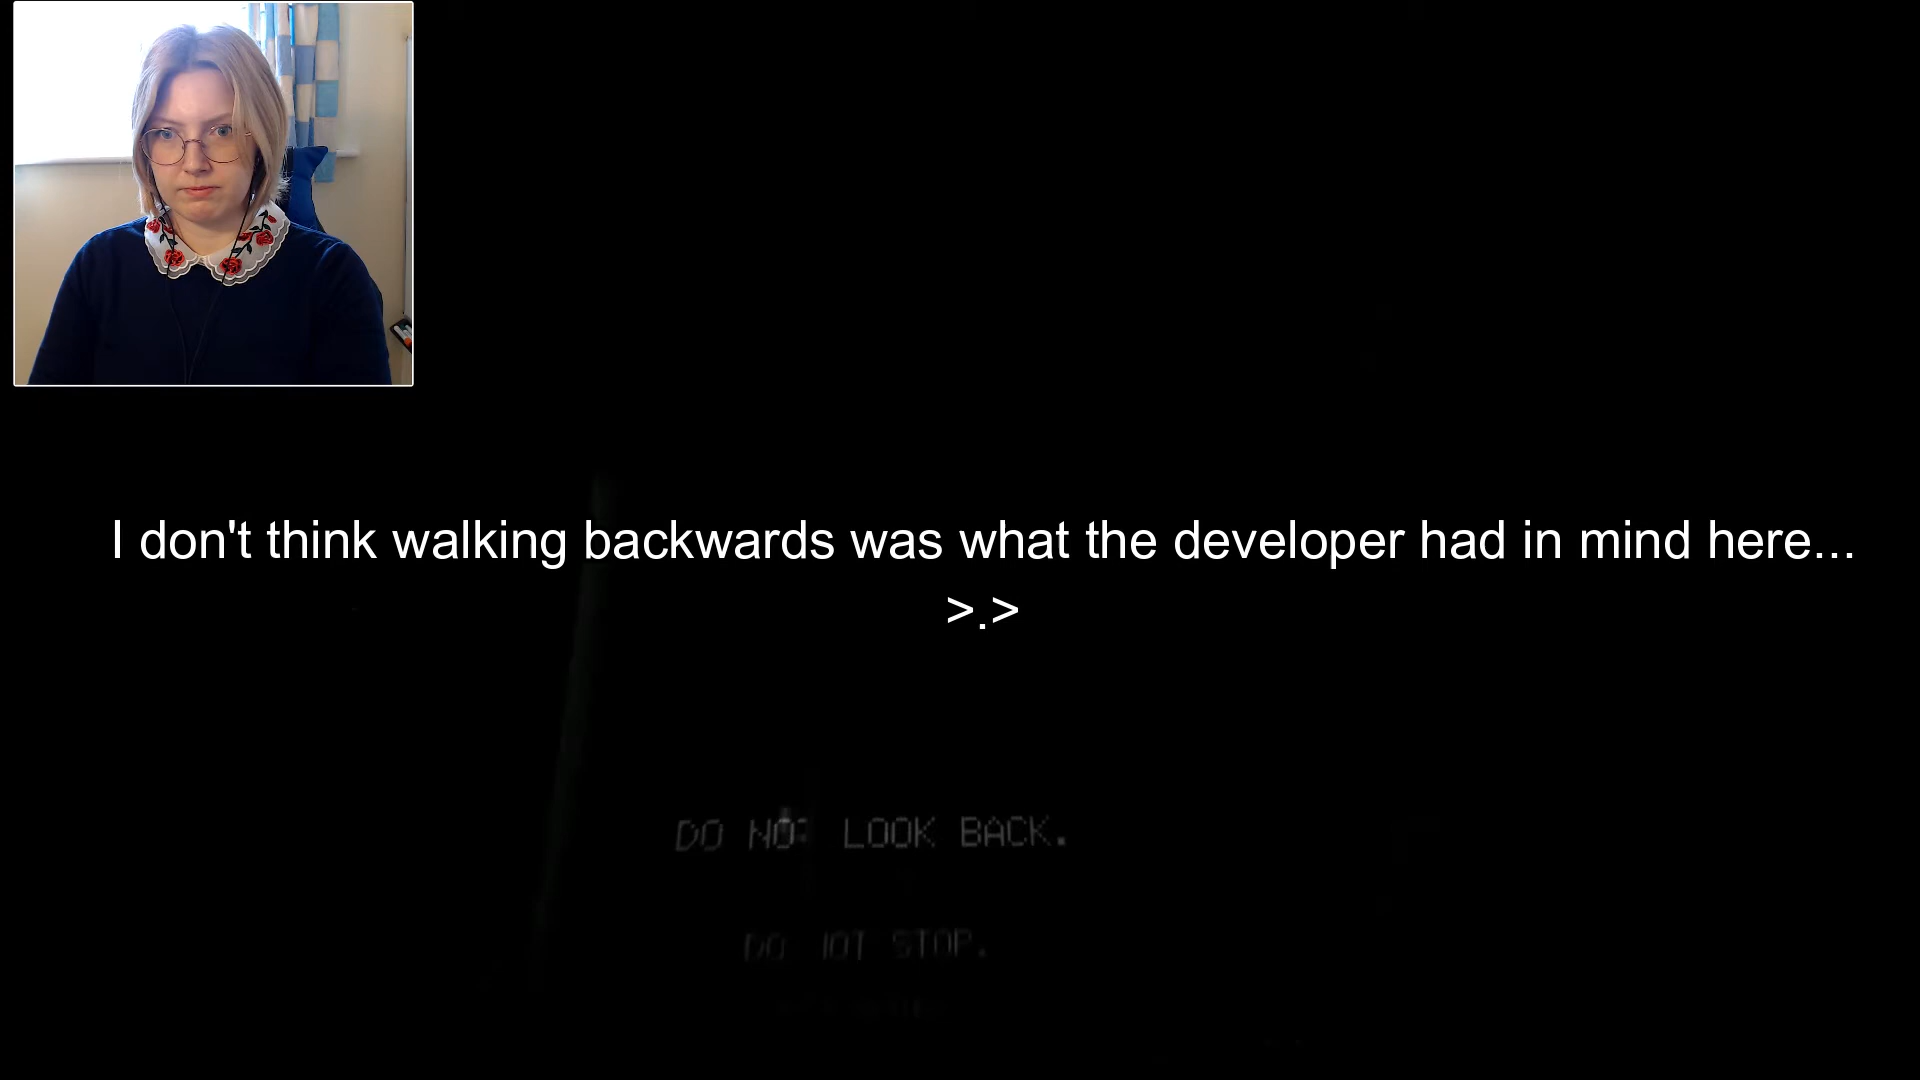 I don't think walking backwards was what the developer had in mind here...
>.>
DO NOT LOOK BACK.
DO NOT STOP.